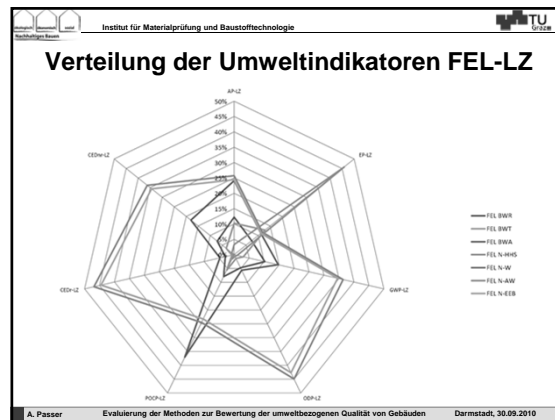 ökologisch ökonomisch sozial
Nachhaltiges Bauen
Institut für Materialprüfung und Baustofftechnologie
TU
Graz
Verteilung der Umweltindikatoren FEL-LZ
AP-LZ
50%
45%
40%
35%
30%
25%
20%
15%
10%
5%
0%
EP-LZ
GWP-LZ
ODP-LZ
POCP-LZ
CEDr-LZ
CEDnr-LZ
FEL BWR
FEL BWT
FEL BWA
FEL N-HHS
FEL N-W
FEL N-AW
FEL N-EEB
A. Passer
Evaluierung der Methoden zur Bewertung der umweltbezogenen Qualität von Gebäuden
Darmstadt, 30.09.2010